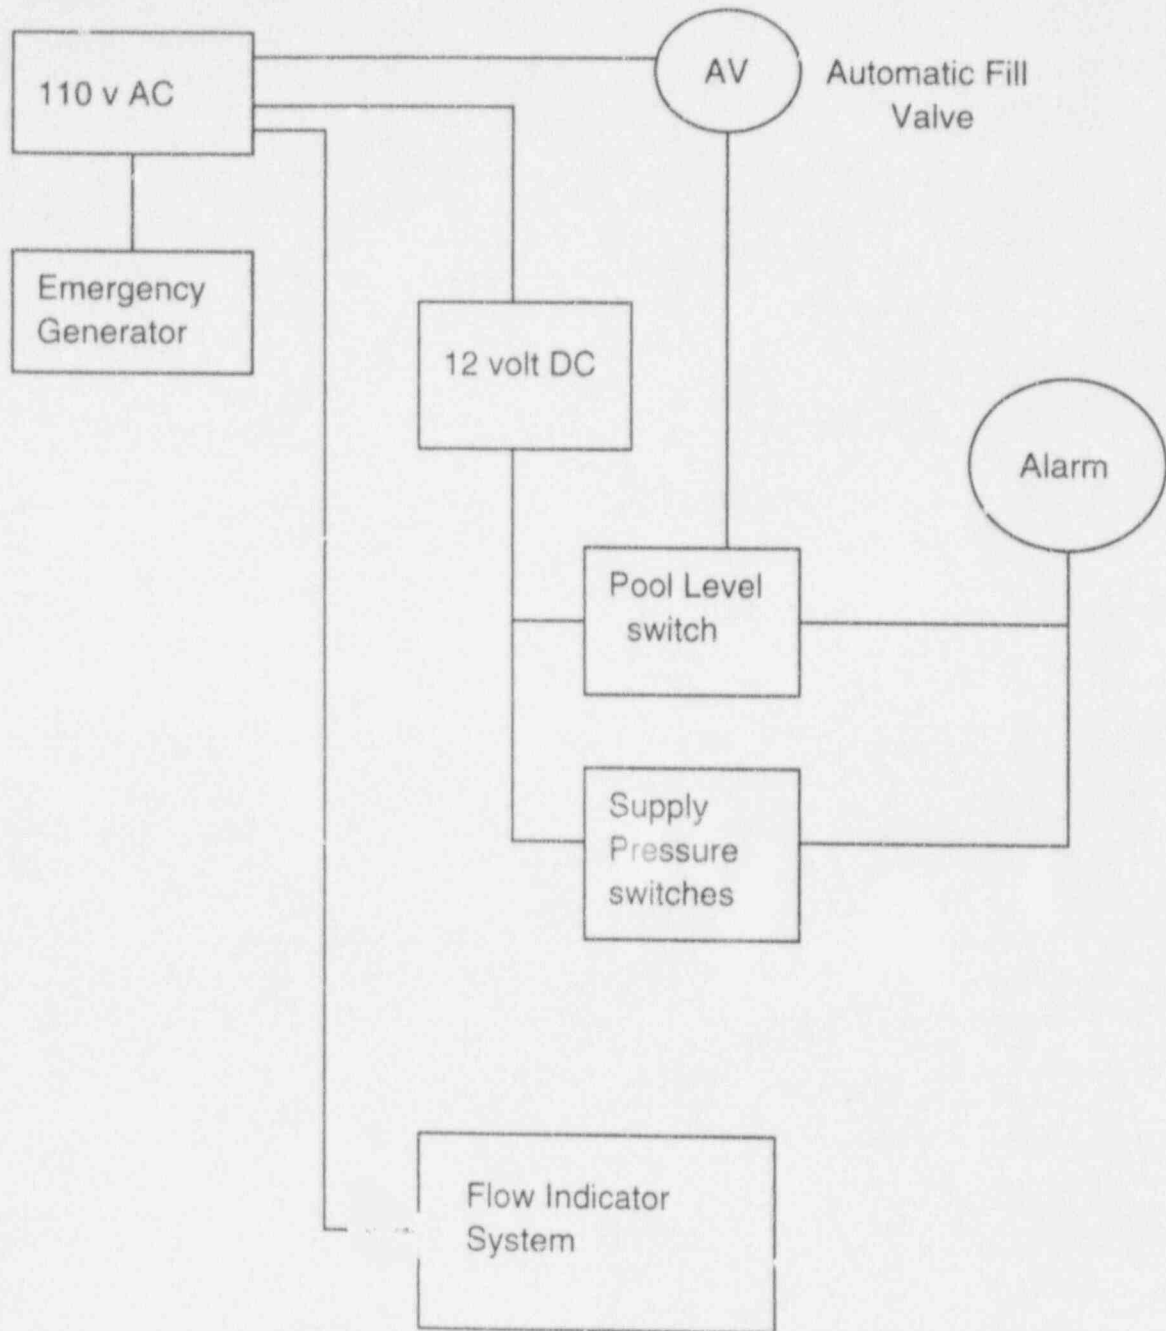 110 v AC
AV
Automatic Fill
Valve
Emergency
Generator
12 volt DC
Alarm
Pool Level
switch
Supply
Pressure
switches
Flow Indicator
System